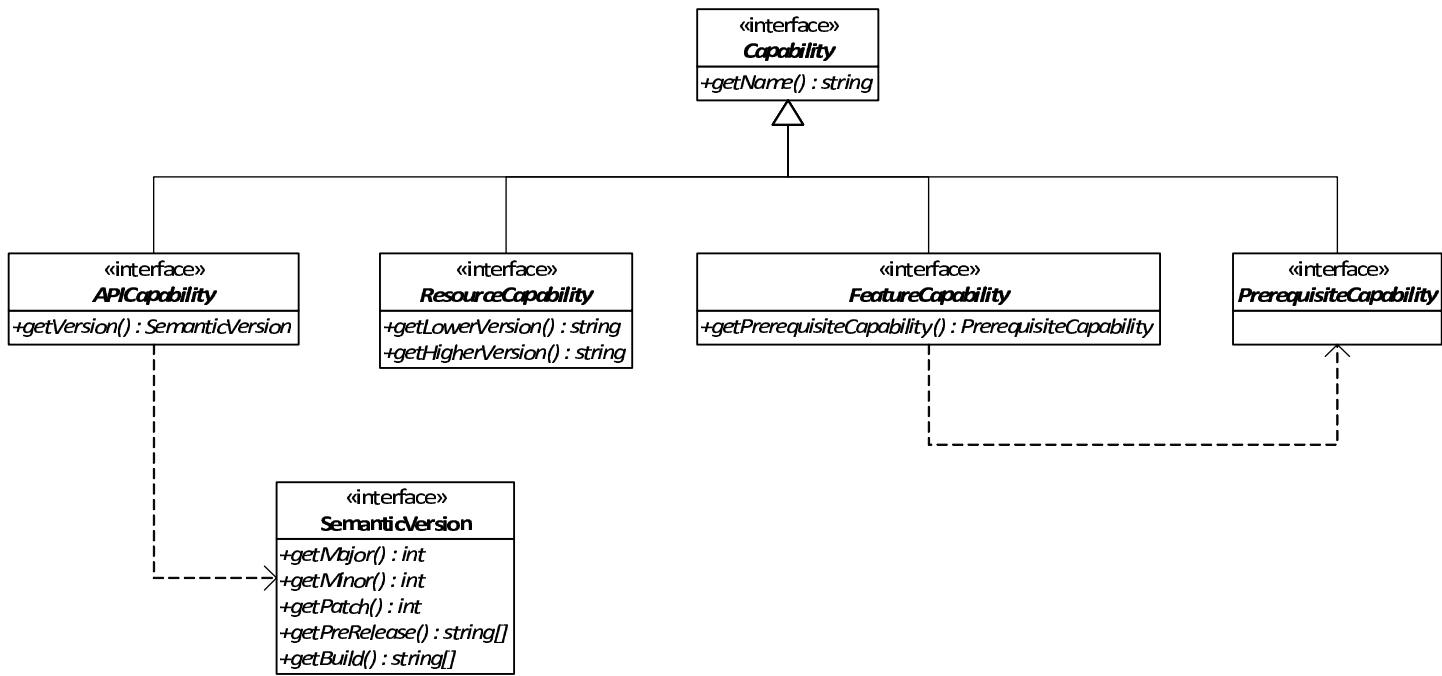 «interface»
Capability
+getName() : string
«interface»
APICapability
+getVersion() : SemanticVersion
«interface»
ResourceCapability
+getLowerVersion() : string
+getHigherVersion() : string
«interface»
FeatureCapability
+getPrerequisiteCapability() : PrerequisiteCapability
«interface»
PrerequisiteCapability
«interface»
SemanticVersion
+getMajor() : int
+getMinor() : int
+getPatch() : int
+getPreRelease() : string[]
+getBuild() : string[]